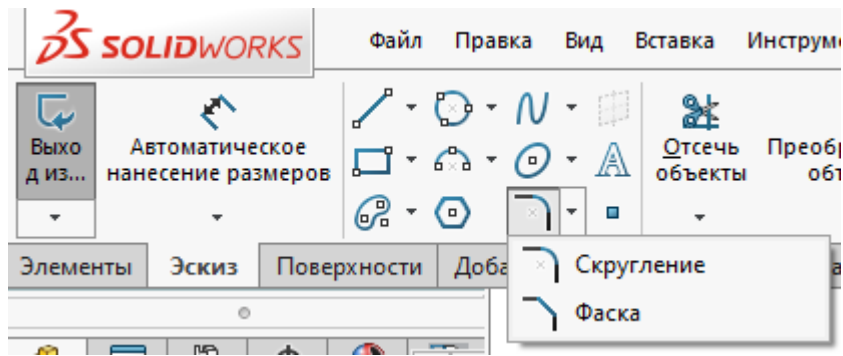 SOLIDWORKS
Файл Правка Вид Вставка
Выхо
д из...
Автоматическое
нанесение размеров
Отсечь
объекты
Элементы Эскиз Поверхности
Скругление
Фаска